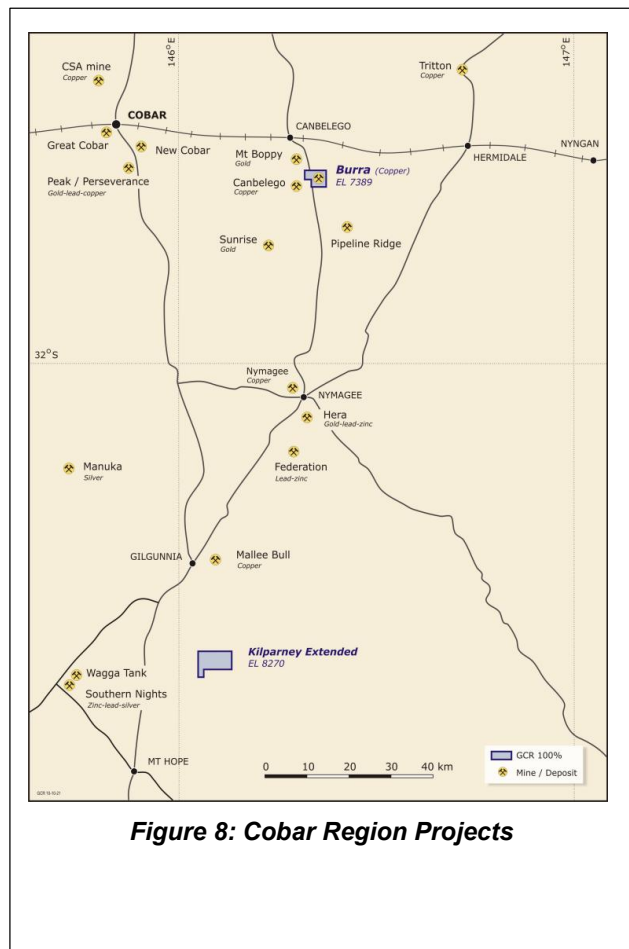 146°E
147°E
CSA mine
Copper
Tritton
Copper
COBAR
CANBELEGO
Great Cobar
New Cobar
HERMIDALE
NYNGAN
Mt Boppy
Gold
Peak / Perseverance
Gold-lead-copper
Canbelego
Copper
Burra (Copper)
EL 7389
Sunrise
Gold
Pipeline Ridge
32°S
Nymagee
Copper
NYMAGEE
Hera
Gold-lead-zinc
Manuka
Silver
Federation
Lead-zinc
GILGUNNIA
Mallee Bull
Copper
Kilparney Extended
EL 8270
Wagga Tank
Southern Nights
Zinc-lead-silver
MT HOPE
0 10 20 30 40 km
GCR 100%
Mine / Deposit
Figure 8: Cobar Region Projects